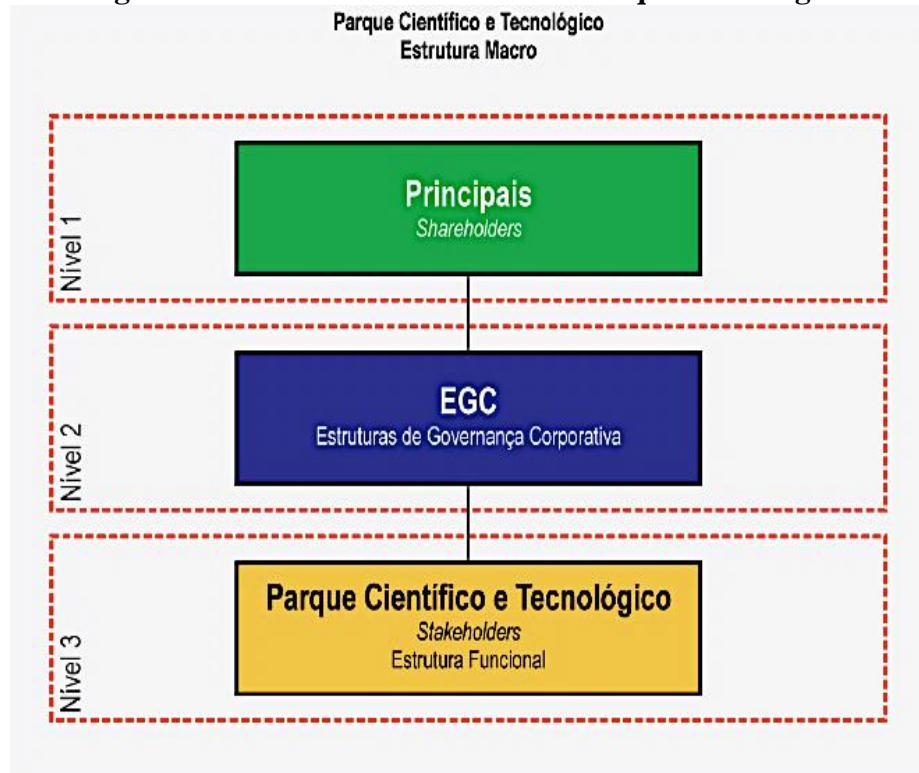 Parque Científico e Tecnológico
Estrutura Macro
Nível 1
Principais
Shareholders
Nível 2
EGC
Estruturas de Governança Corporativa
Nível 3
Parque Científico e Tecnológico
Stakeholders
Estrutura Funcional